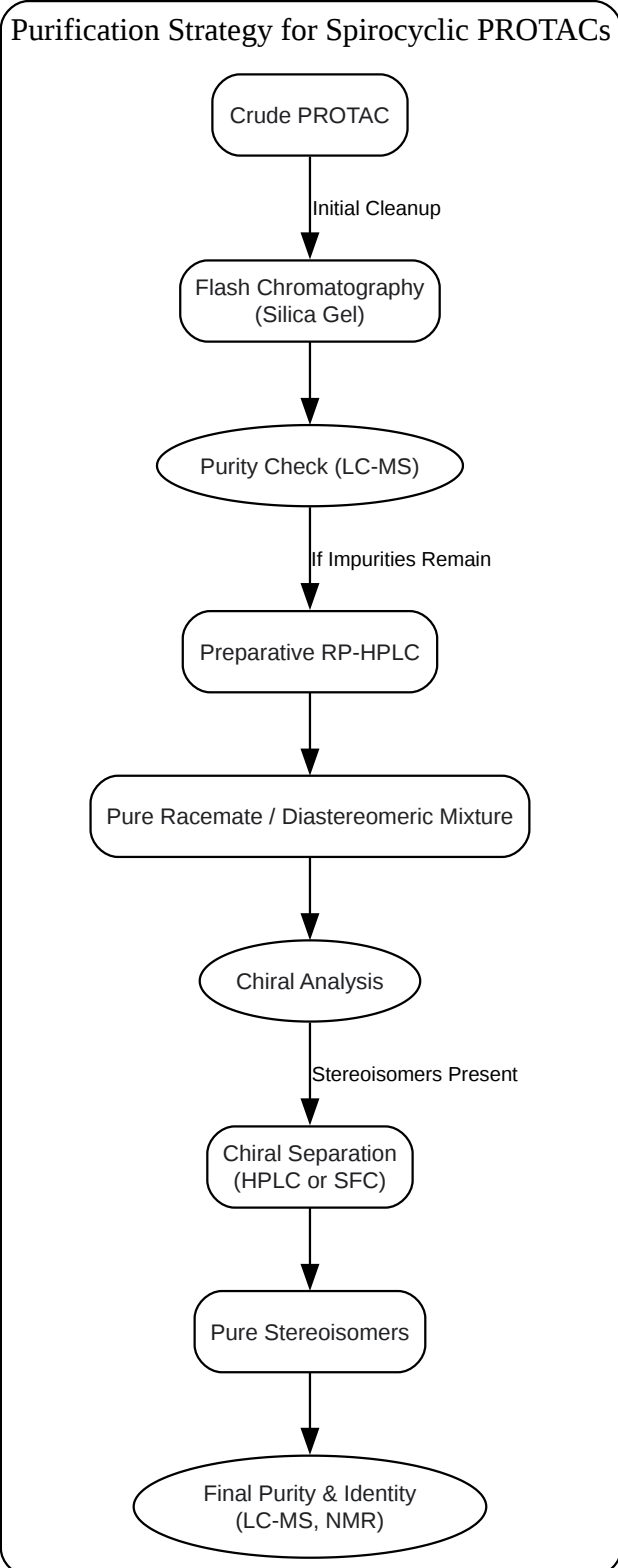 Purification Strategy for Spirocyclic PROTACs
Crude PROTAC
Initial Cleanup
Flash Chromatography
(Silica Gel)
Purity Check (LC-MS)
If Impurities Remain
Preparative RP-HPLC
Pure Racemate / Diastereomeric Mixture
Chiral Analysis
Stereoisomers Present
Chiral Separation
(HPLC or SFC)
Pure Stereoisomers
Final Purity & Identity
(LC-MS, NMR)